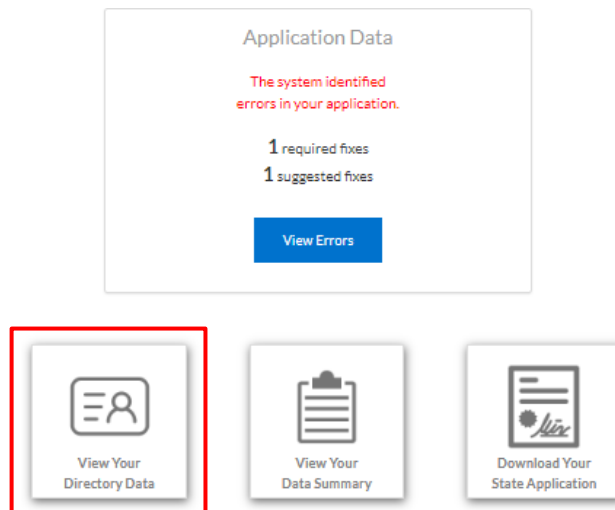 Application Data
The system identified
errors in your application.
1 required fixes
1 suggested fixes
View Errors
View Your
Directory Data
View Your
Data Summary
Download Your
State Application